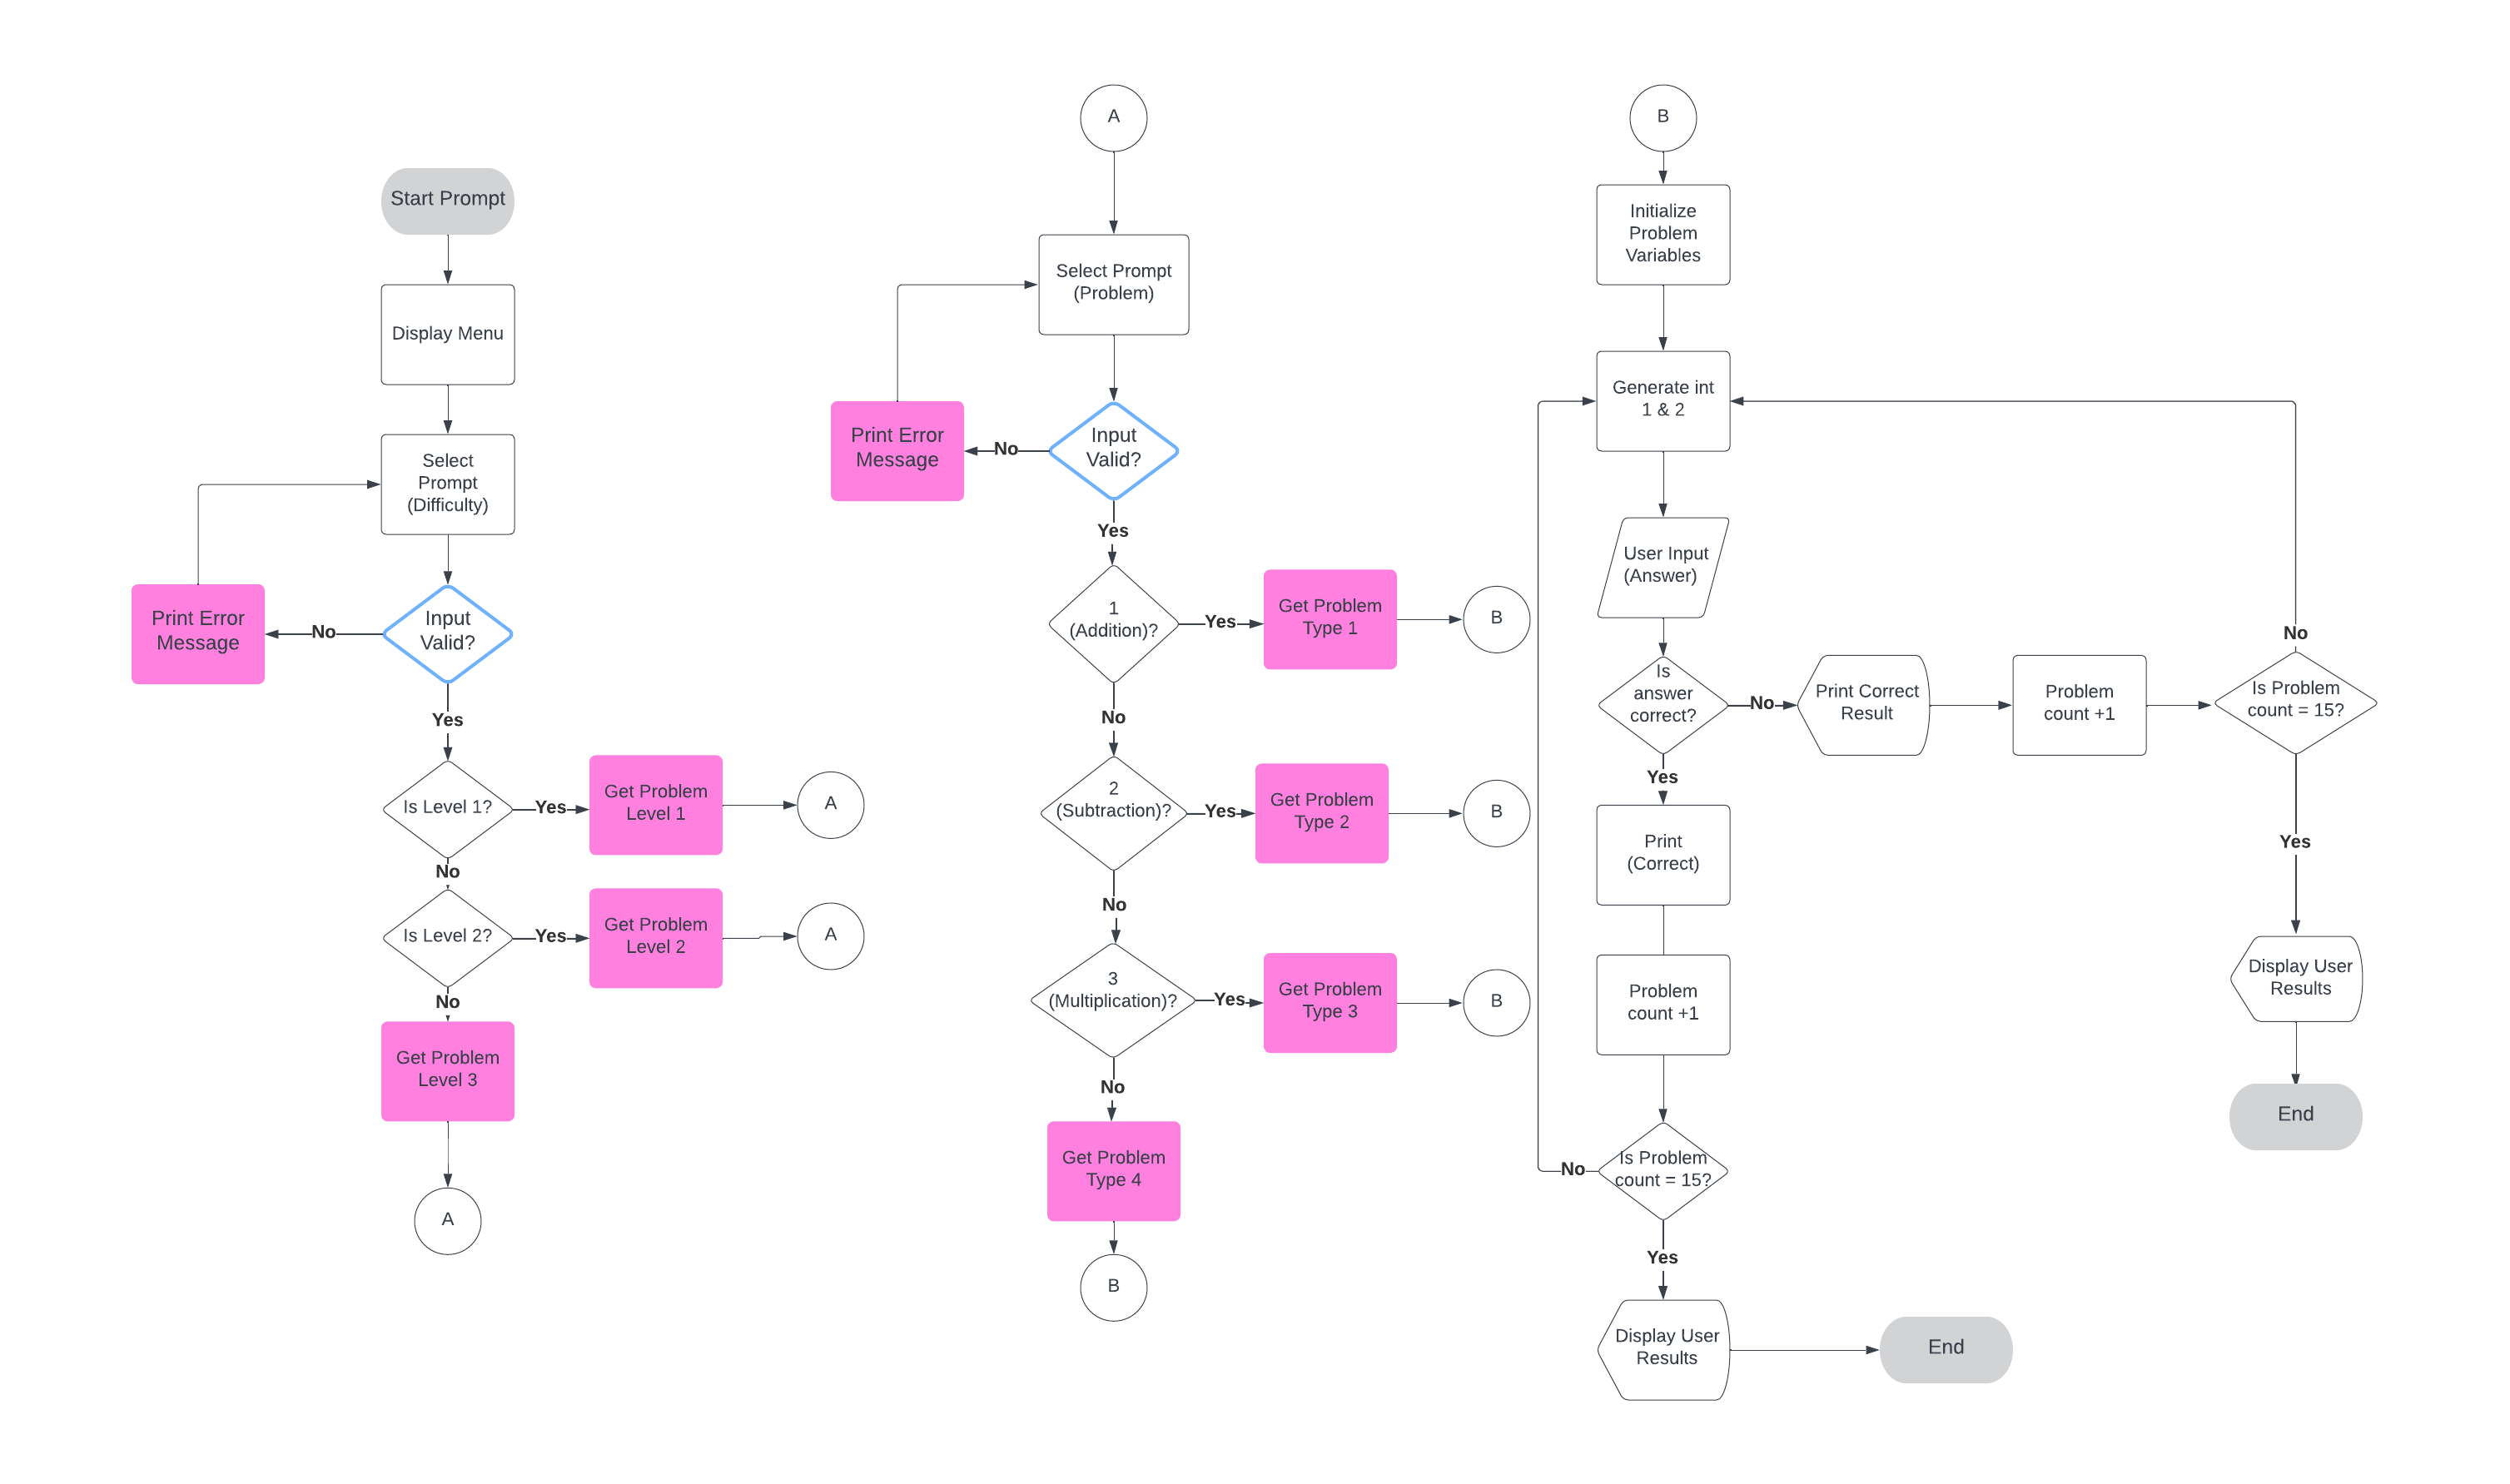 Start Prompt
Display Menu
Select
Prompt
(Difficulty)
Input
Valid?
No
Print Error
Message
Yes
Is Level 1?
Yes
Get Problem
Level 1
A
No
Is Level 2?
Yes
Get Problem
Level 2
A
No
Get Problem
Level 3
A
A
Select Prompt
(Problem)
Input
Valid?
No
Print Error
Message
Yes
1
(Addition)?
Yes
Get Problem
Type 1
B
No
2
(Subtraction)?
Yes
Get Problem
Type 2
B
No
3
(Multiplication)?
Yes
Get Problem
Type 3
B
No
Get Problem
Type 4
B
B
Initialize
Problem
Variables
Generate int
1 & 2
User Input
(Answer)
Is
answer
correct?
No
Print Correct
Result
Problem
count +1
Is Problem
count = 15?
No
Yes
Display User
Results
End
Yes
Print
(Correct)
Problem
count +1
Is Problem
count = 15?
No
Yes
Display User
Results
End